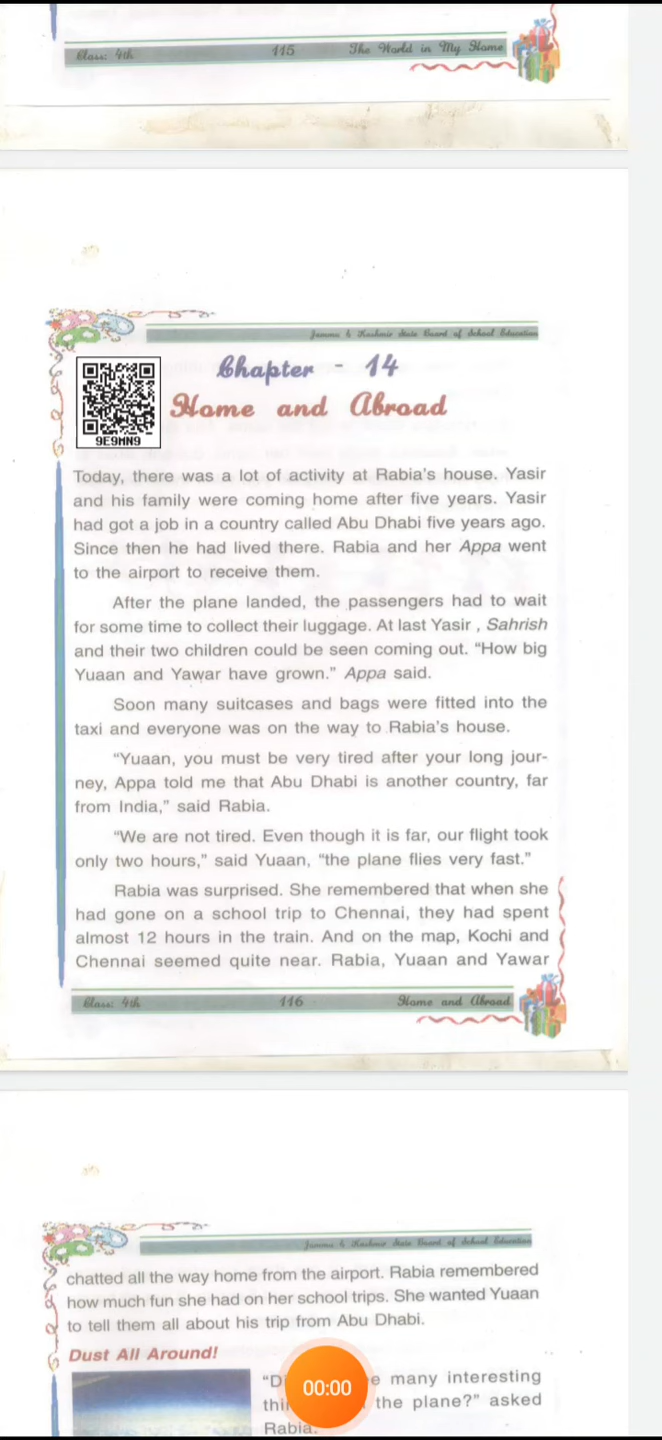 Class: 4th 115 The World in My Home
Jammu & Kashmir State Board of School Education
Chapter - 14
Home and Abroad
9E9MN9
Today, there was a lot of activity at Rabia's house. Yasir
and his family were coming home after five years. Yasir
had got a job in a country called Abu Dhabi five years ago.
Since then he had lived there. Rabia and her Appa went
to the airport to receive them.
After the plane landed, the passengers had to wait
for some time to collect their luggage. At last Yasir , Sahrish
and their two children could be seen coming out. “How big
Yuaan and Yawar have grown.” Appa said.
Soon many suitcases and bags were fitted into the
taxi and everyone was on the way to Rabia's house.
“Yuaan, you must be very tired after your long jour-
ney, Appa told me that Abu Dhabi is another country, far
from India,” said Rabia.
“We are not tired. Even though it is far, our flight took
only two hours,” said Yuaan, “the plane flies very fast.”
Rabia was surprised. She remembered that when she
had gone on a school trip to Chennai, they had spent
almost 12 hours in the train. And on the map, Kochi and
Chennai seemed quite near. Rabia, Yuaan and Yawar
Class: 4th 116 Home and Abroad
Jammu & Kashmir State Board of School Education
chatted all the way home from the airport. Rabia remembered
how much fun she had on her school trips. She wanted Yuaan
to tell them all about his trip from Abu Dhabi.
Dust All Around!
many interesting
the plane?” asked
Rabia.
00:00